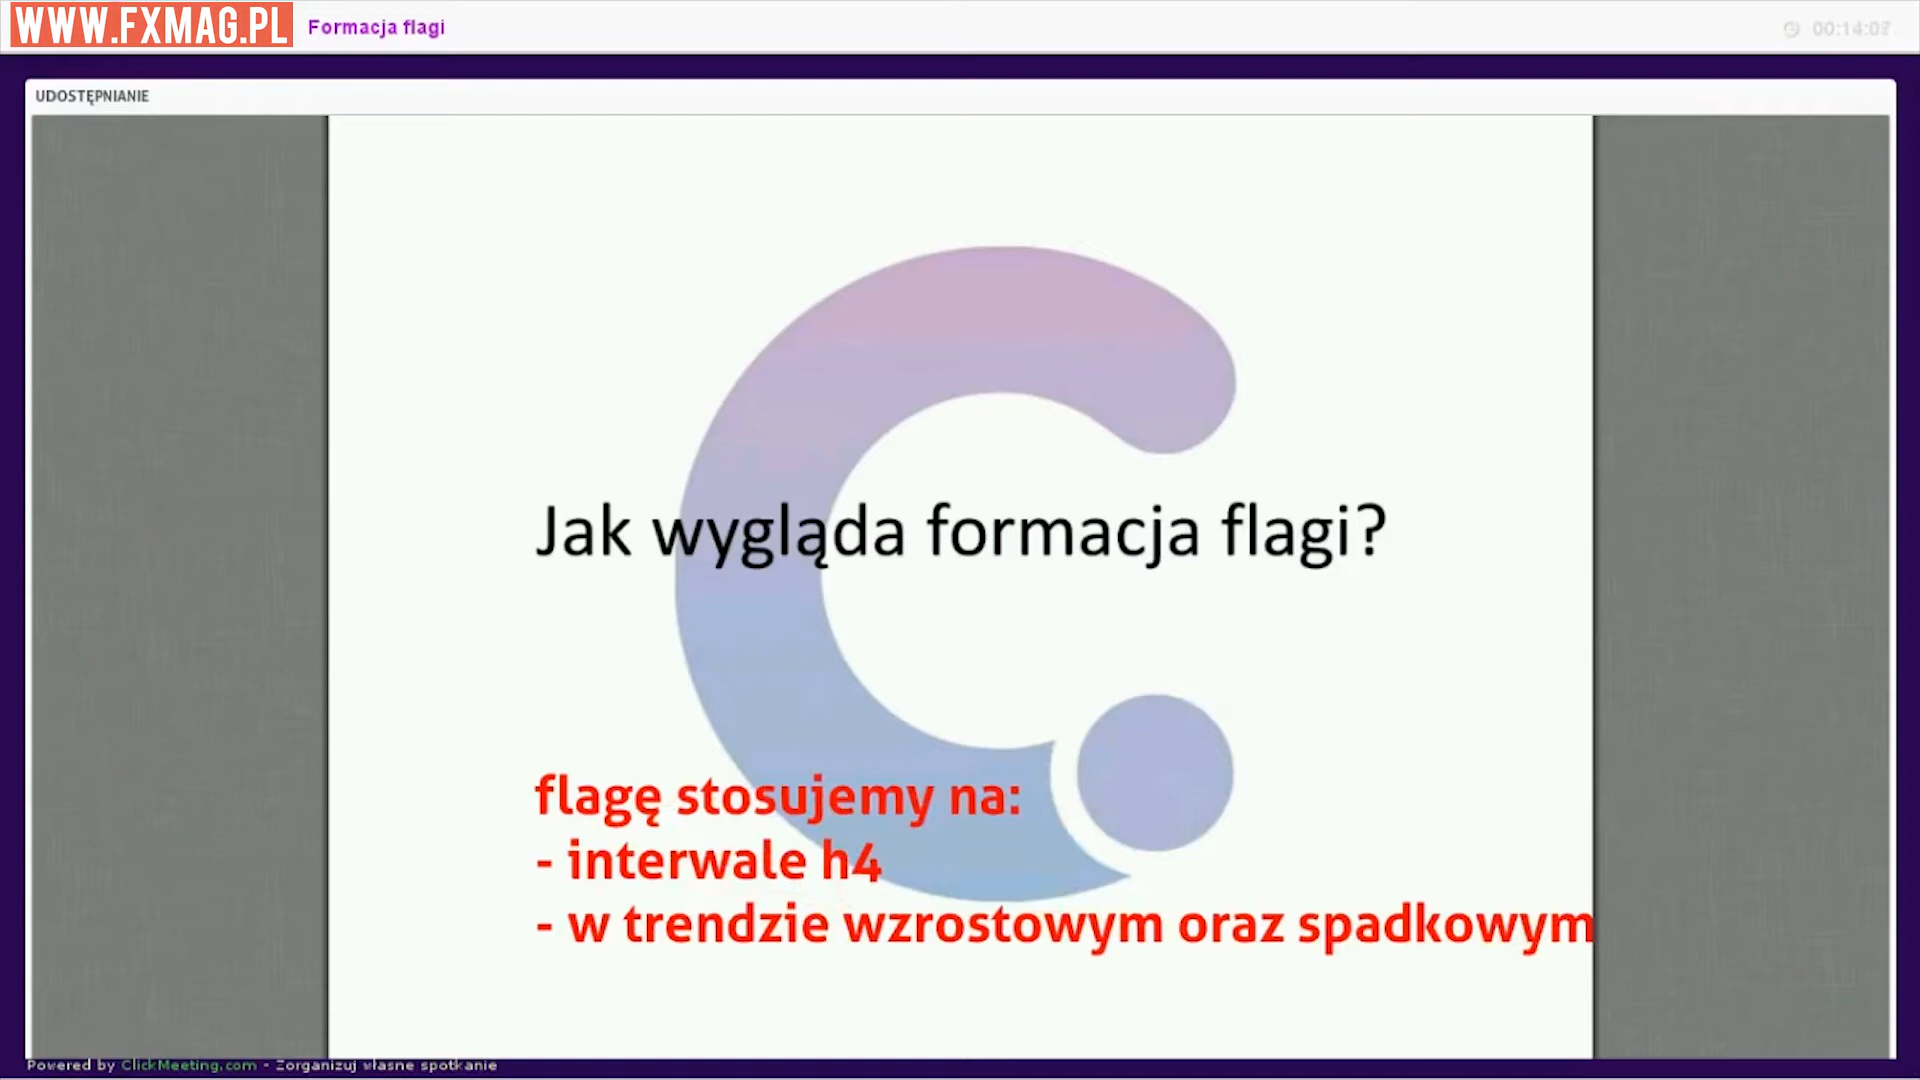 WWW.FXMAG.PL
Formacja flagi
UDOSTĘPNIANIE
Jak wygląda formacja flagi?
flagę stosujemy na:
- interwale h4
- w trendzie wzrostowym oraz spadkowym
Powered by ClickMeeting.com - Zorganizuj własne spotkanie